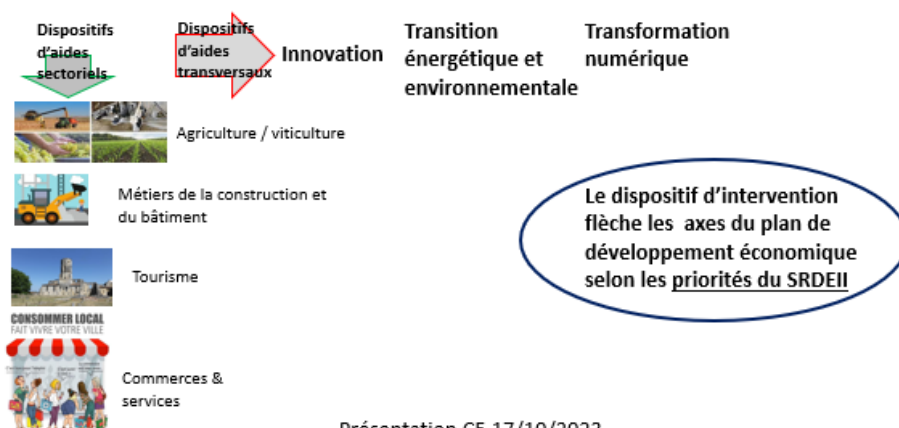 Dispositifs
d'aides
sectoriels
Dispositifs
d'aides
transversaux
Innovation
Transition
énergétique et
environnementale
Transformation
numérique
Agriculture / viticulture
Métiers de la construction et
du bâtiment
Tourisme
CONSOMMER LOCAL
FAIT VIVRE VOTRE VILLE
Commerces &
services
Le dispositif d'intervention
flèche les axes du plan de
développement économique
selon les priorités du SRDEII